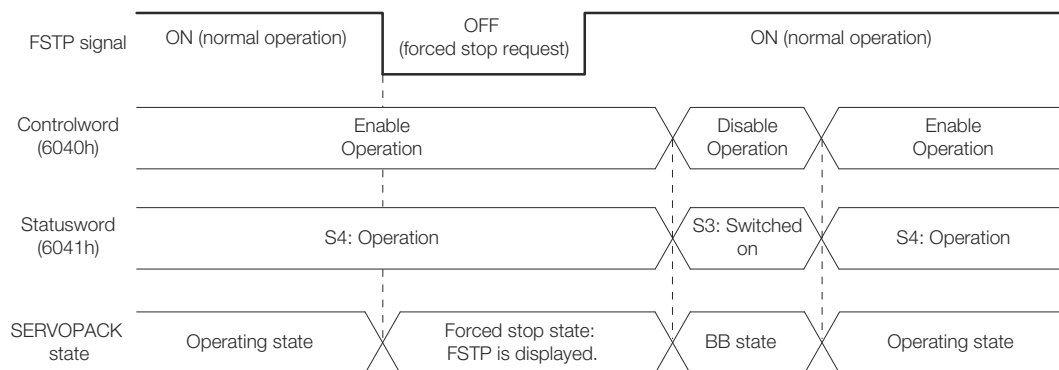 FSTP signal
ON (normal operation)
OFF
(forced stop request)
ON (normal operation)
Controlword
(6040h)
Enable
Operation
Disable
Operation
Enable
Operation
Statusword
(6041h)
S4: Operation
S3: Switched
on
S4: Operation
SERVOPACK
state
Operating state
Forced stop state:
FSTP is displayed.
BB state
Operating state